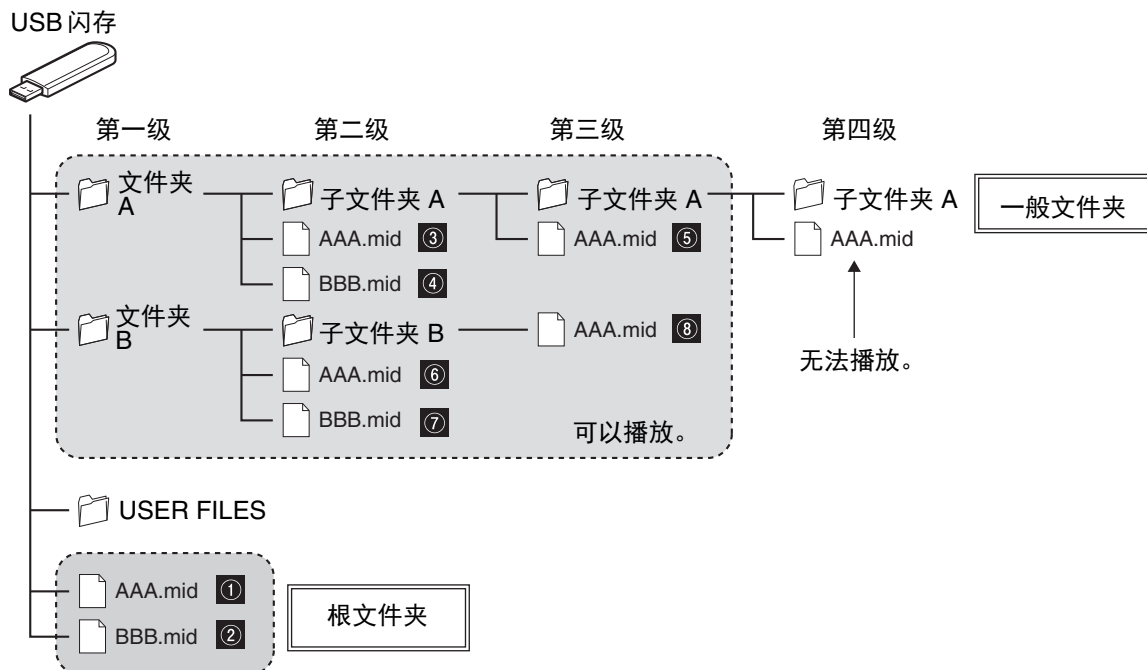 USB 闪存
第一级 第二级 第三级 第四级
文件夹
A
子文件夹 A
子文件夹 A
子文件夹 A
一般文件夹
AAA.mid ③
AAA.mid ⑤
AAA.mid
BBB.mid ④
文件夹
B
子文件夹 B
AAA.mid ⑧
AAA.mid ⑥
无法播放。
BBB.mid ⑦
可以播放。
USER FILES
AAA.mid ①
BBB.mid ②
根文件夹